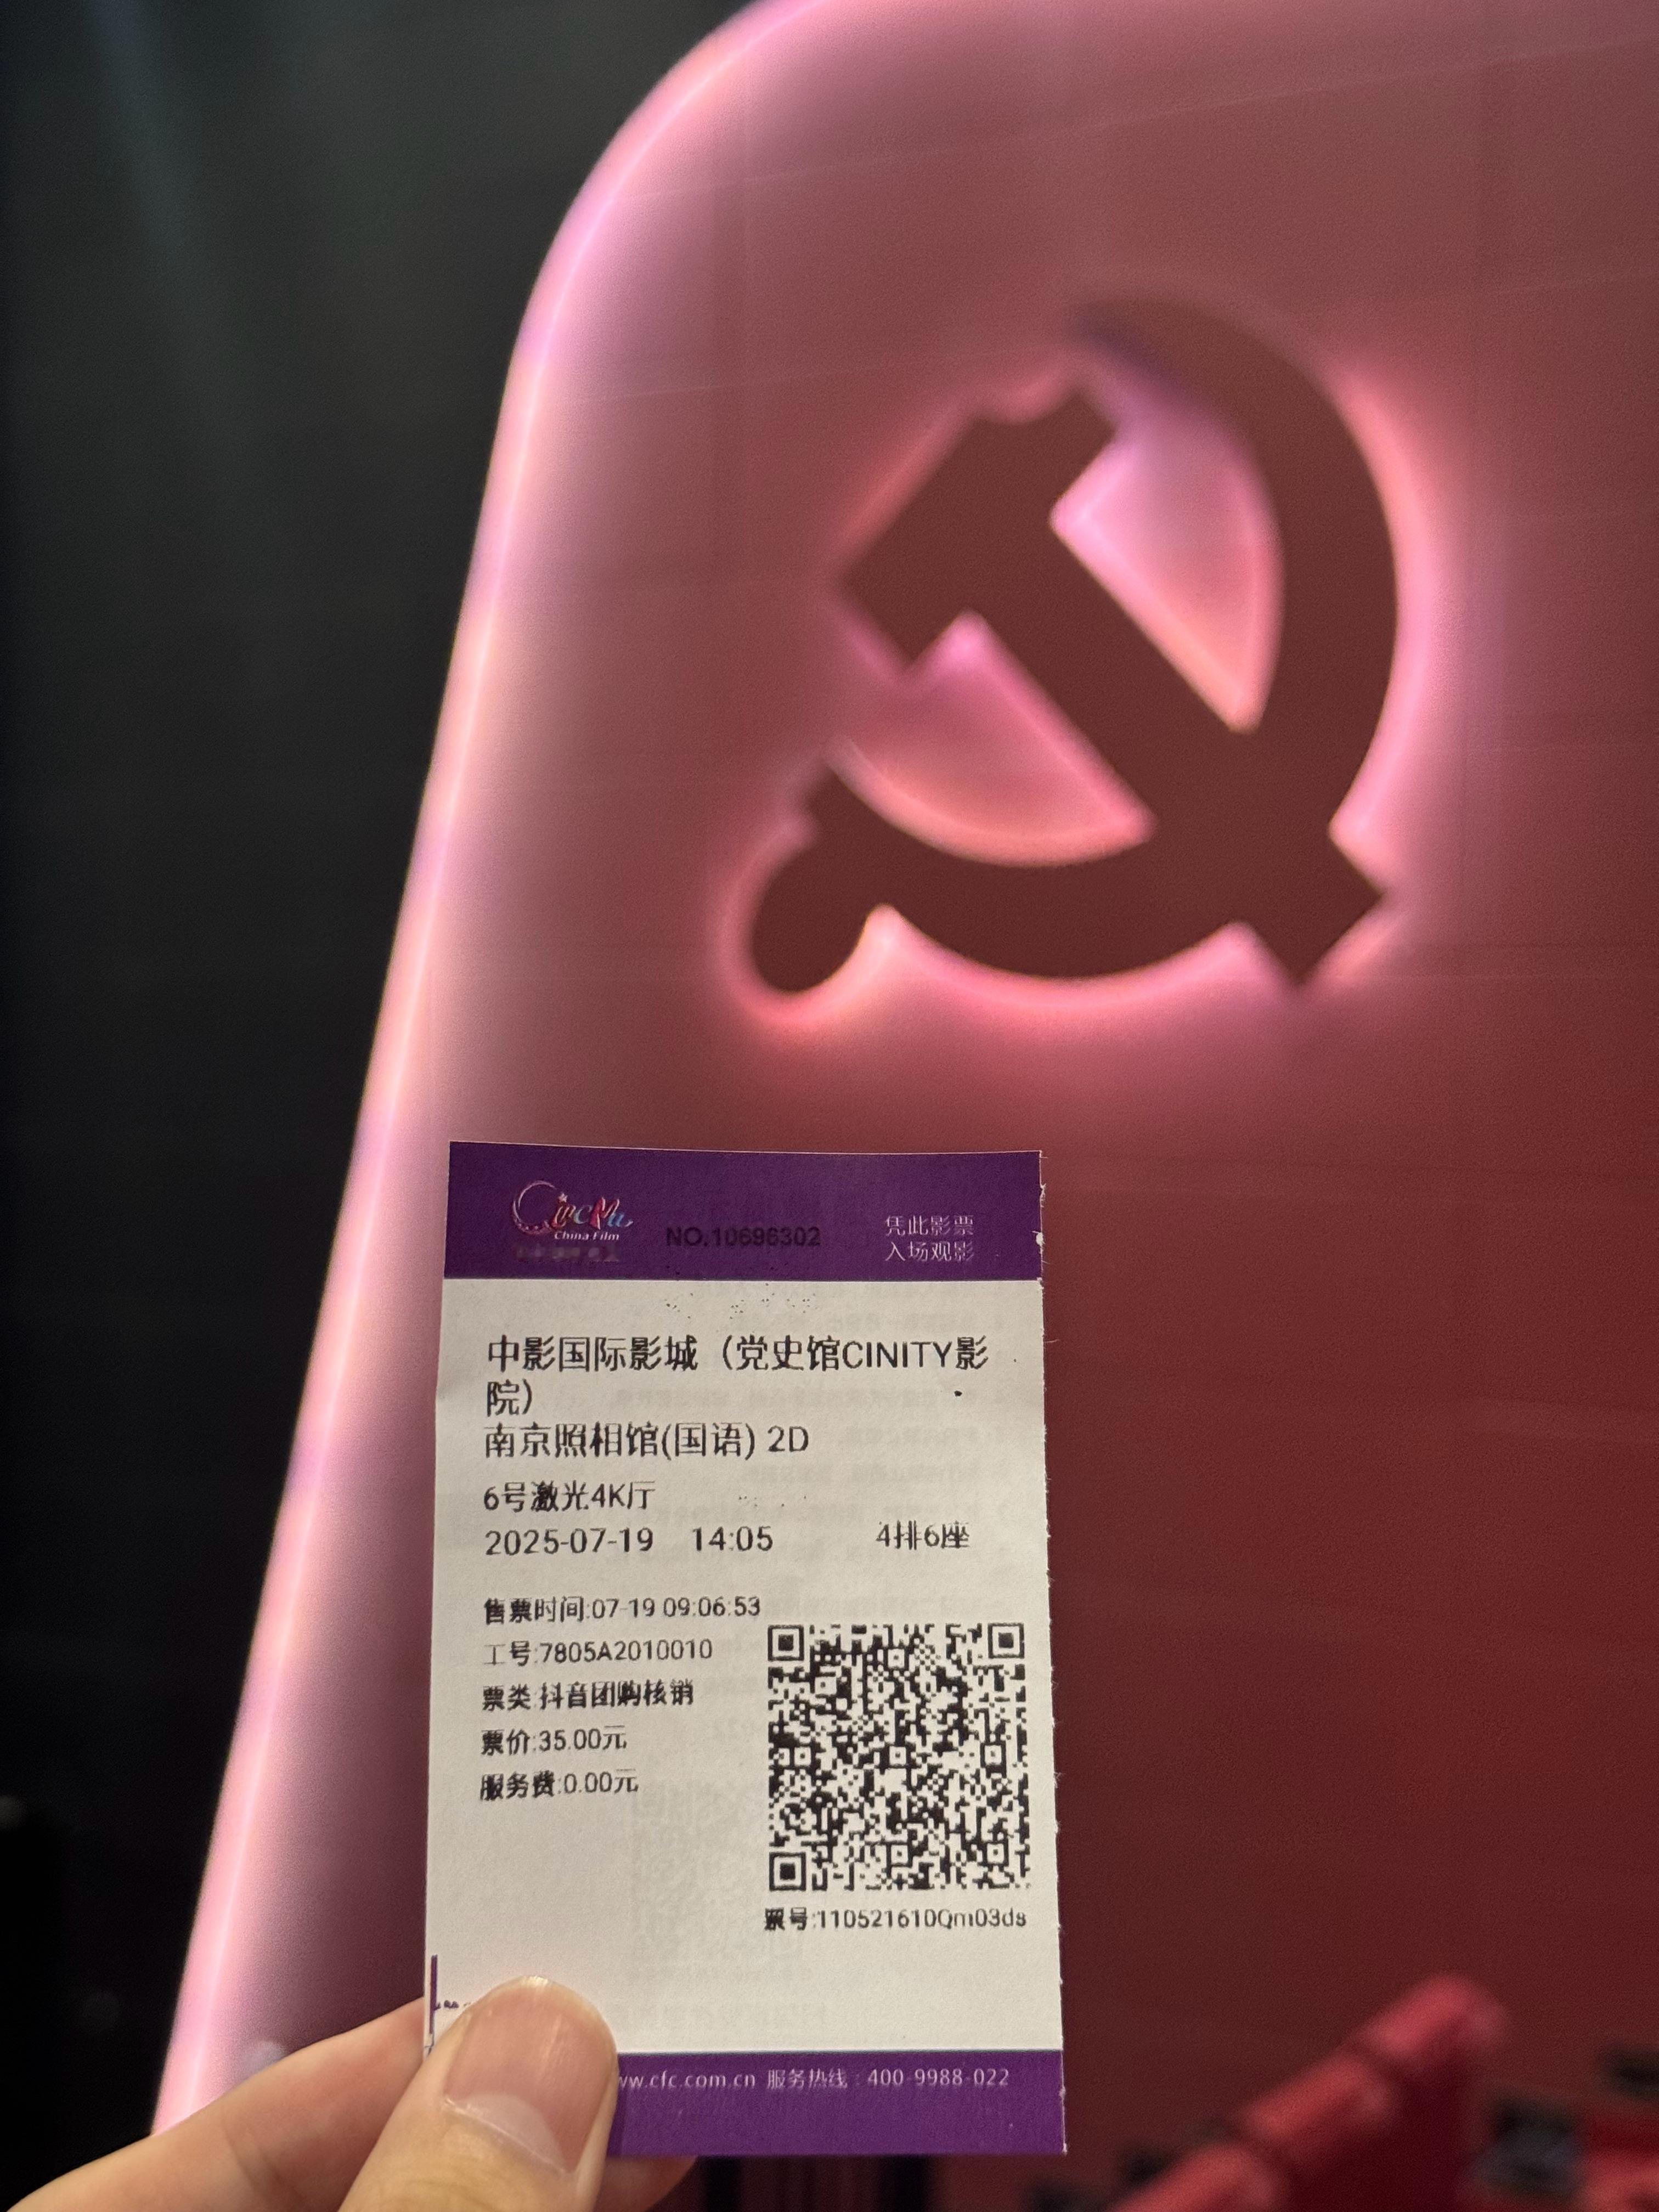 CineMa
China Film
NO.10696302
凭此影票
入场观影
中影国际影城（党史馆CINITY影
院）
南京照相馆(国语) 2D
6号激光4K厅
2025-07-19 14:05 4排6座
售票时间:07-19 09:06:53
工号:7805A2010010
票类:抖音团购核销
票价:35.00元
服务费:0.00元
票号:110521610Qm03ds
w.cfc.com.cn 服务热线：400-9988-022